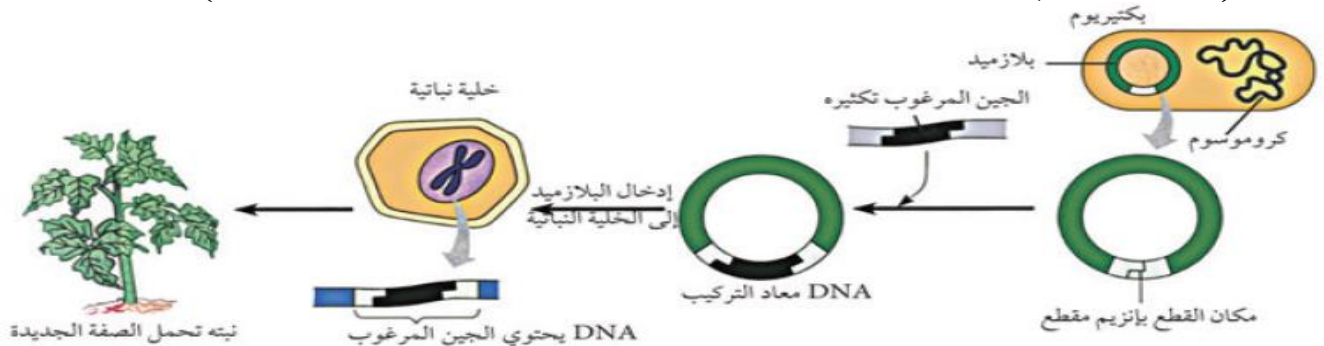 بكتيريوم
بلازميد
كروموسوم
الجين المرغوب تكثيره
مكان القطع بإنزيم مقطع
DNA معاد التركيب
إدخال البلازميد
إلى الخلية النباتية
خلية نباتية
DNA يحتوي الجين المرغوب
نبته تحمل الصفة الجديدة